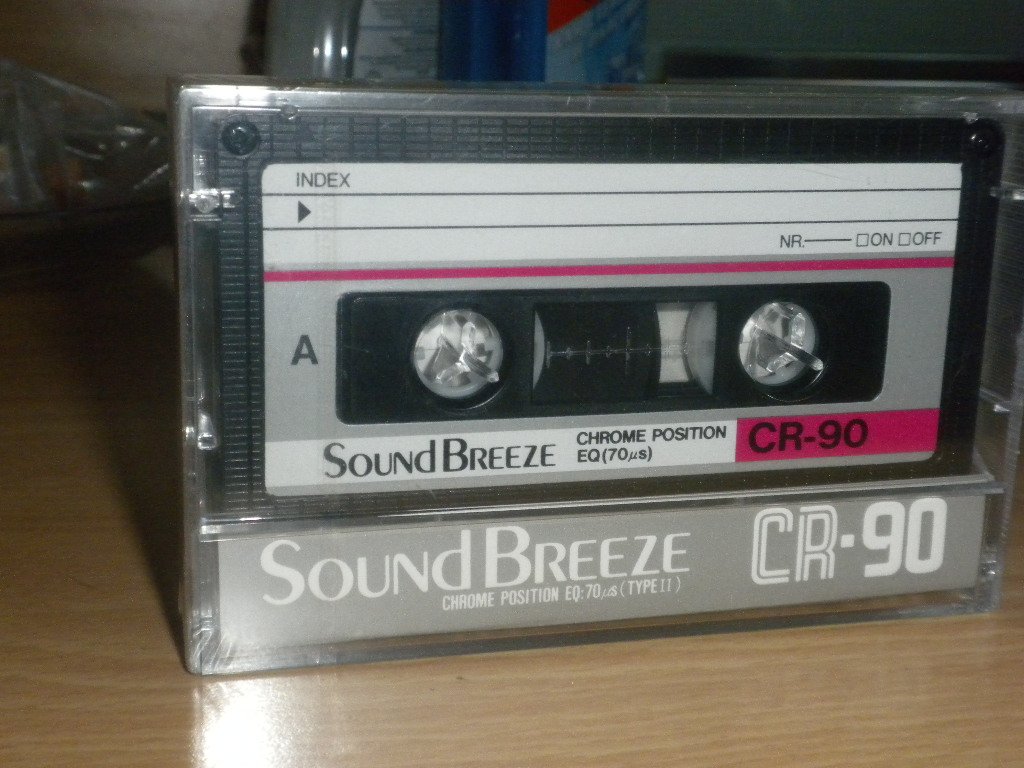 INDEX
NR. ON OFF
A
SOUND BREEZE
CHROME POSITION
EQ(70μs)
CR-90
SOUND BREEZE
CHROME POSITION EQ:70μs(TYPE II)
CR-90